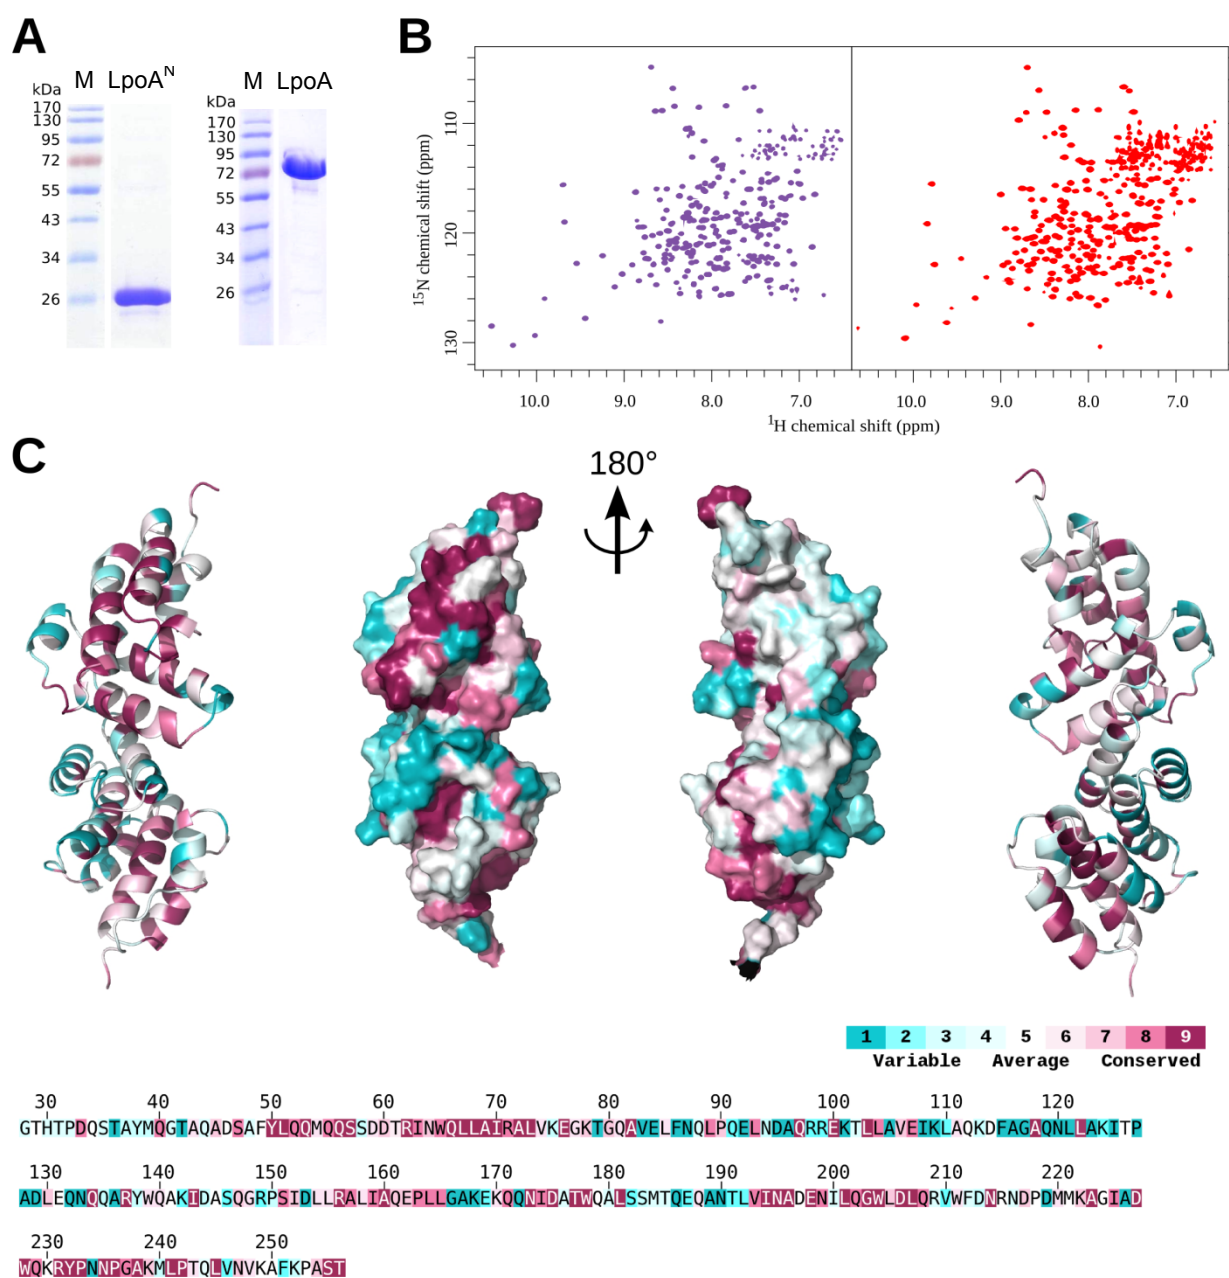 A
B
M LpoAᴺ
M LpoA
kDa
170
130
95
72
55
43
34
26
kDa
170
130
95
72
55
43
34
26
¹⁵N chemical shift (ppm)
110
120
130
10.0 9.0 8.0 7.0
10.0 9.0 8.0 7.0
¹H chemical shift (ppm)
C
180°
1 2 3 4 5 6 7 8 9
Variable Average Conserved
30 40 50 60 70 80 90 100 110 120
GTHTPDQSTAYMQGTAQADSAFYLQQMQQSSDDTRINWQLLAIRALVKEGKTGQAVELFNQLPQELNDAQRREKTLLAVEIKLAQKDFAGAQNLLAKITP
130 140 150 160 170 180 190 200 210 220
ADLEQNQQARYWQAKIDASQGRPSIDLLRALIAQEPLLGAKEKQQNIDATWQALSSMTQEQANTLVINADENILQGWLDLQRVWFDNRNDPDMMKAGIAD
230 240 250
WQKRYPNNPGAKMLPTQLVNVKAFKPAST